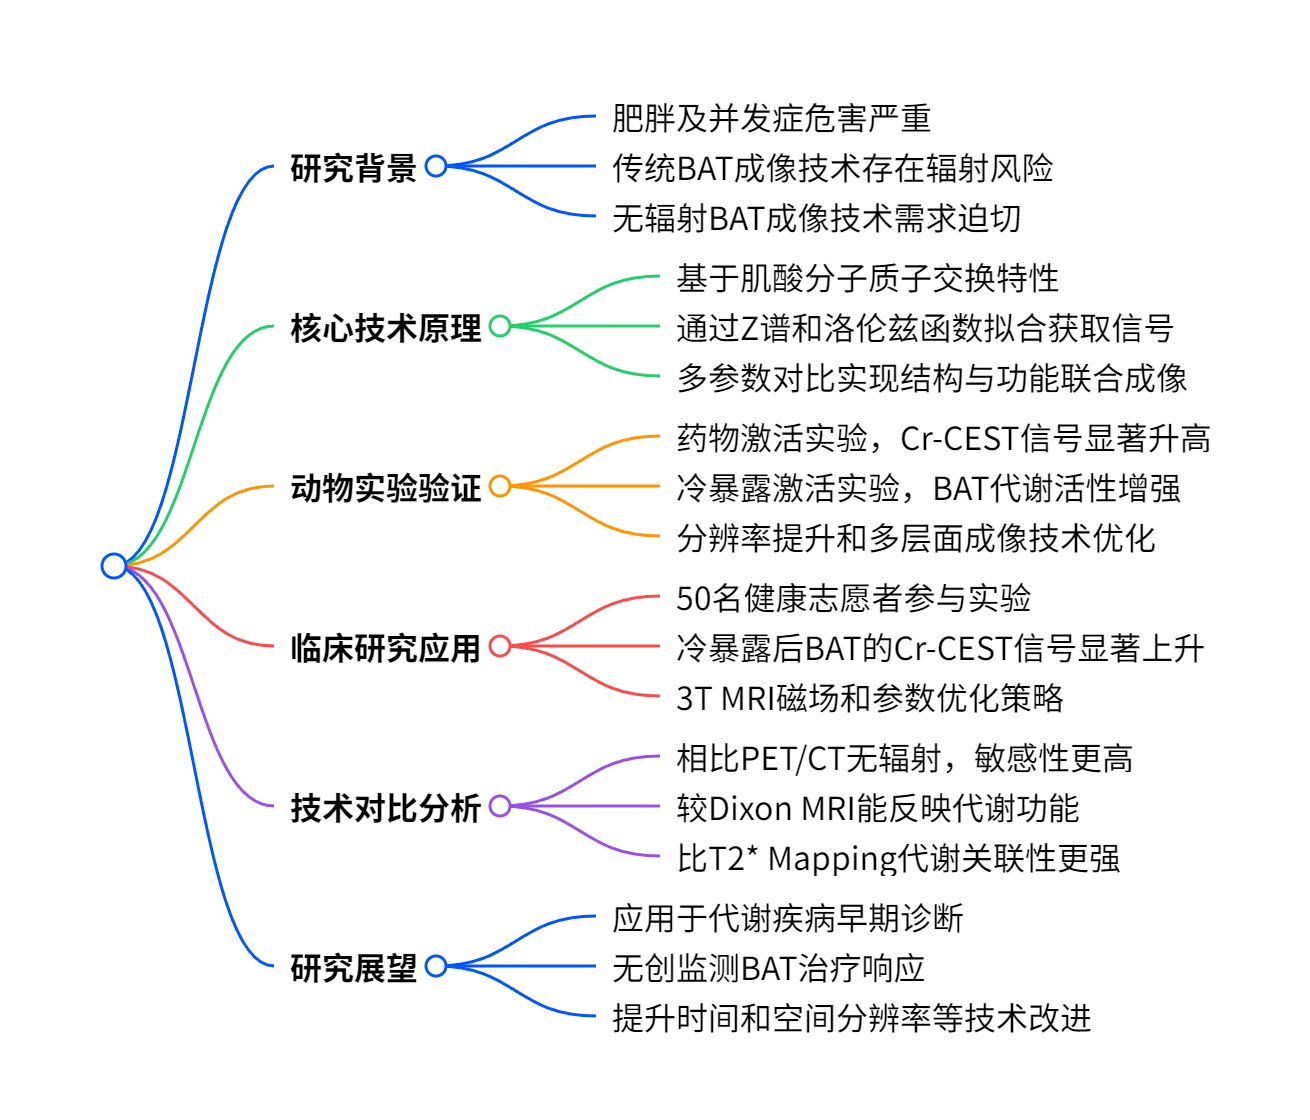 研究背景
肥胖及并发症危害严重
传统BAT成像技术存在辐射风险
无辐射BAT成像技术需求迫切
核心技术原理
基于肌酸分子质子交换特性
通过Z谱和洛伦兹函数拟合获取信号
多参数对比实现结构与功能联合成像
动物实验验证
药物激活实验，Cr-CEST信号显著升高
冷暴露激活实验，BAT代谢活性增强
分辨率提升和多层面成像技术优化
临床研究应用
50名健康志愿者参与实验
冷暴露后BAT的Cr-CEST信号显著上升
3T MRI磁场和参数优化策略
技术对比分析
相比PET/CT无辐射，敏感性更高
较Dixon MRI能反映代谢功能
比T2* Mapping代谢关联性更强
研究展望
应用于代谢疾病早期诊断
无创监测BAT治疗响应
提升时间和空间分辨率等技术改进